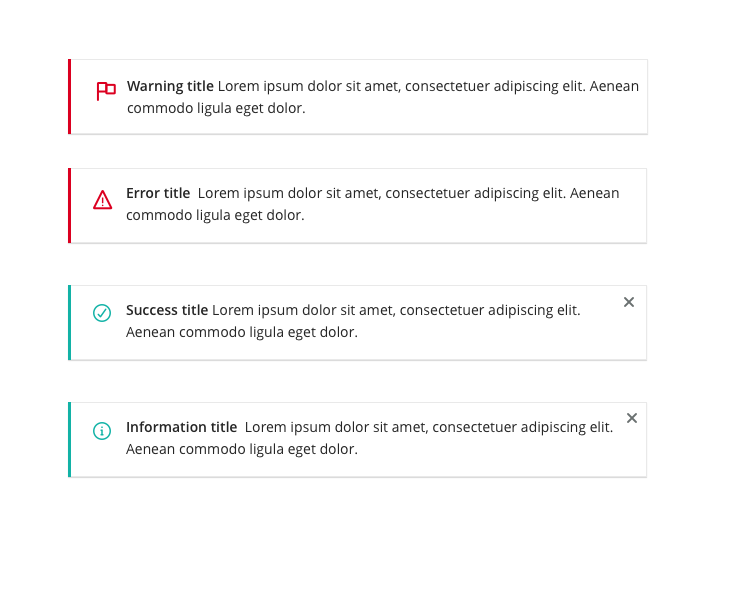 Warning title Lorem ipsum dolor sit amet, consectetuer adipiscing elit. Aenean
commodo ligula eget dolor.
Error title Lorem ipsum dolor sit amet, consectetuer adipiscing elit. Aenean
commodo ligula eget dolor.
Success title Lorem ipsum dolor sit amet, consectetuer adipiscing elit.
Aenean commodo ligula eget dolor.
Information title Lorem ipsum dolor sit amet, consectetuer adipiscing elit.
Aenean commodo ligula eget dolor.